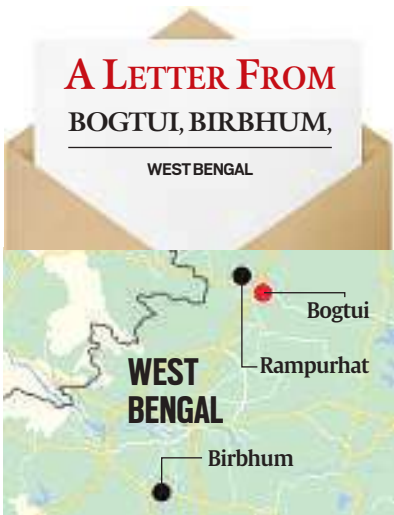 A LETTER FROM
BOGTUI, BIRBHUM,
WEST BENGAL
Bogtui
Rampurhat
WEST
BENGAL
Birbhum